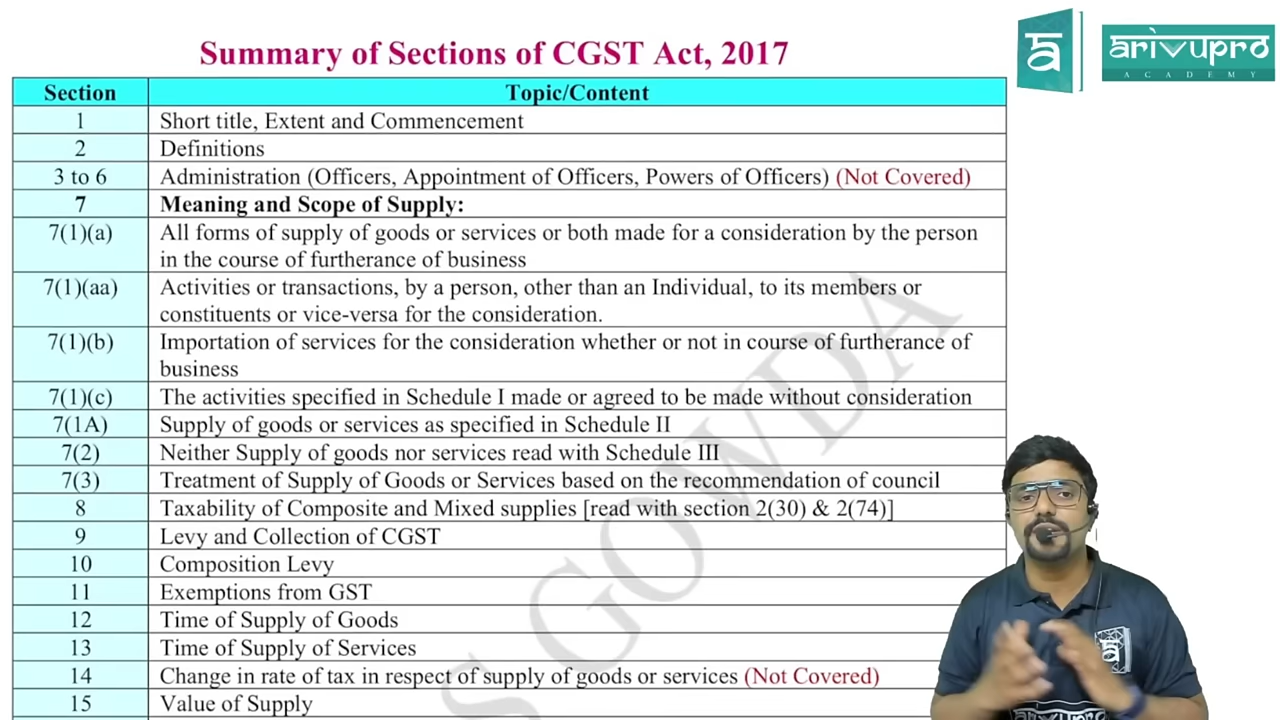 Summary of Sections of CGST Act, 2017
ā
arivupro
ACADEMY
Section Topic/Content
1 Short title, Extent and Commencement
2 Definitions
3 to 6 Administration (Officers, Appointment of Officers, Powers of Officers) (Not Covered)
7 Meaning and Scope of Supply:
7(1)(a) All forms of supply of goods or services or both made for a consideration by the person
in the course of furtherance of business
7(1)(aa) Activities or transactions, by a person, other than an Individual, to its members or
constituents or vice-versa for the consideration.
7(1)(b) Importation of services for the consideration whether or not in course of furtherance of
business
7(1)(c) The activities specified in Schedule I made or agreed to be made without consideration
7(1A) Supply of goods or services as specified in Schedule II
7(2) Neither Supply of goods nor services read with Schedule III
7(3) Treatment of Supply of Goods or Services based on the recommendation of council
8 Taxability of Composite and Mixed supplies [read with section 2(30) & 2(74)]
9 Levy and Collection of CGST
10 Composition Levy
11 Exemptions from GST
12 Time of Supply of Goods
13 Time of Supply of Services
14 Change in rate of tax in respect of supply of goods or services (Not Covered)
15 Value of Supply
S GOWDA
ā
arivupro